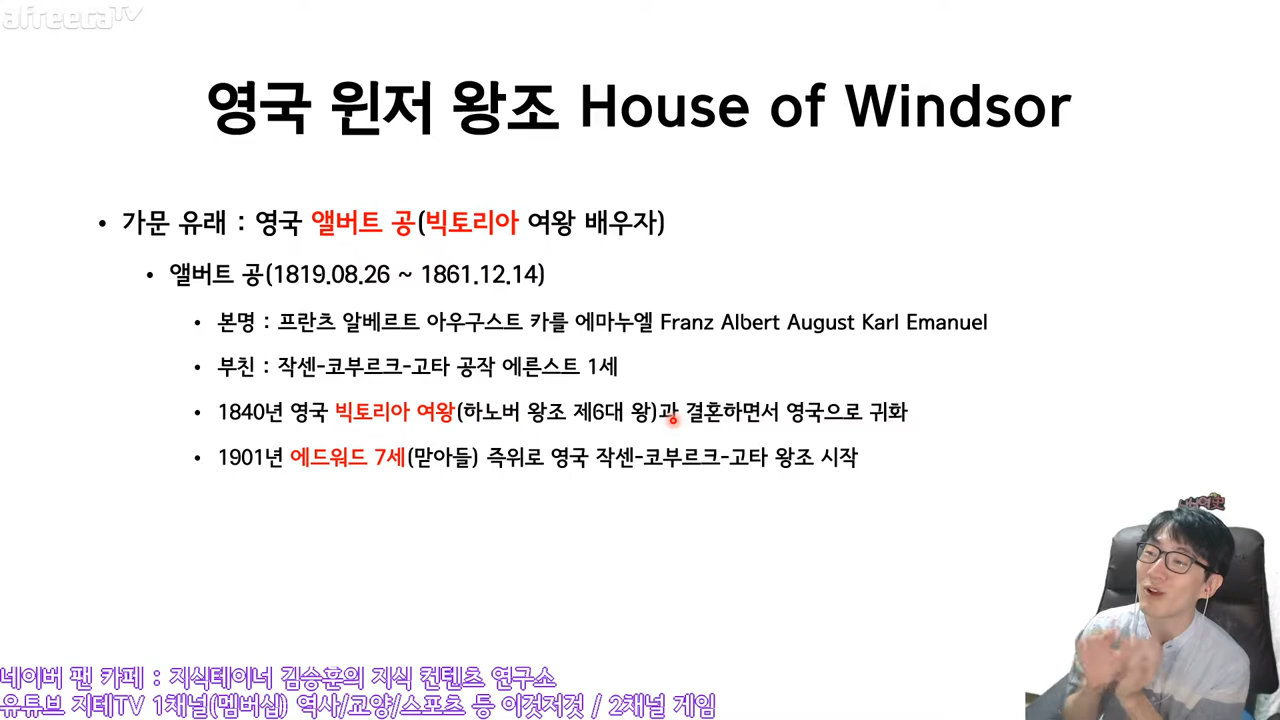 afreecaTV
영국 윈저 왕조 House of Windsor
• 가문 유래 : 영국 앨버트 공(빅토리아 여왕 배우자)
• 앨버트 공(1819.08.26 ~ 1861.12.14)
• 본명 : 프란츠 알베르트 아우구스트 카를 에마누엘 Franz Albert August Karl Emanuel
• 부친 : 작센-코부르크-고타 공작 에른스트 1세
• 1840년 영국 빅토리아 여왕(하노버 왕조 제6대 왕)과 결혼하면서 영국으로 귀화
• 1901년 에드워드 7세(맏아들) 즉위로 영국 작센-코부르크-고타 왕조 시작
네이버 팬 카페 : 지식테이너 김승훈의 지식 컨텐츠 연구소
유튜브 지테TV 1채널(멤버십) 역사/교양/스포츠 등 이것저것 / 2채널 게임